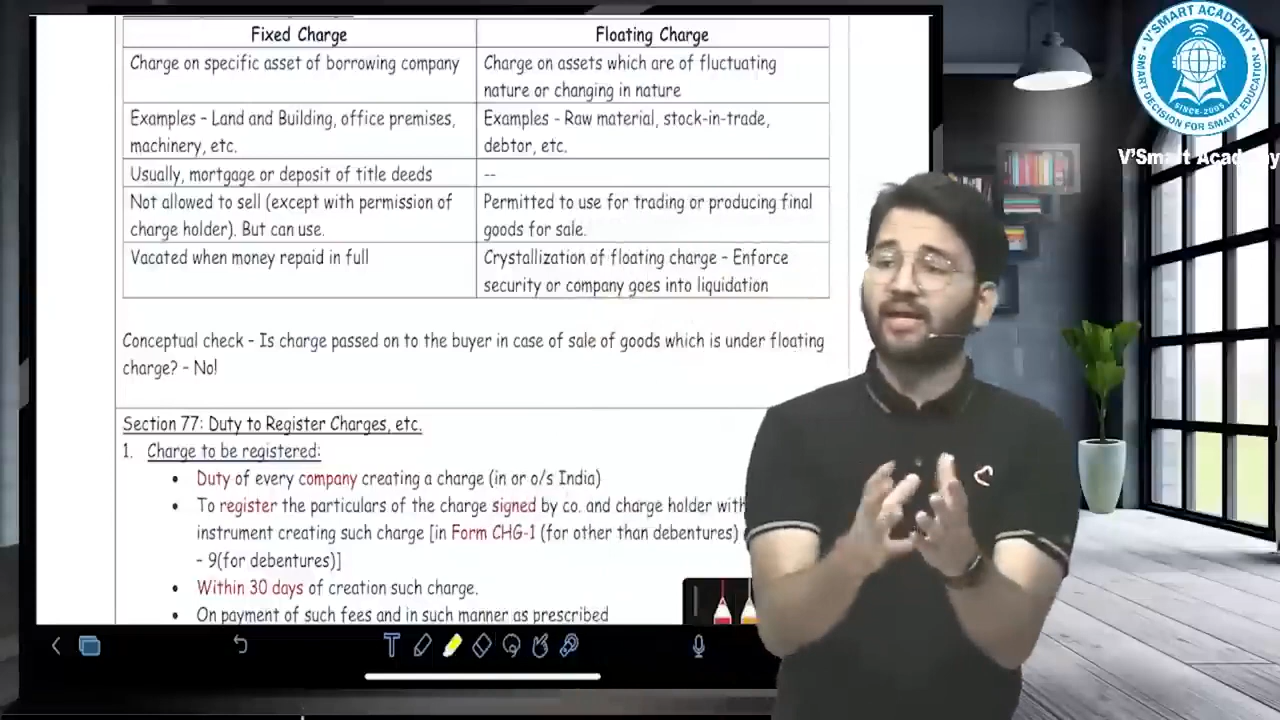 Fixed Charge
Floating Charge
Charge on specific asset of borrowing company
Charge on assets which are of fluctuating
nature or changing in nature
Examples – Land and Building, office premises,
machinery, etc.
Examples – Raw material, stock-in-trade,
debtor, etc.
Usually, mortgage or deposit of title deeds
--
Not allowed to sell (except with permission of
charge holder). But can use.
Permitted to use for trading or producing final
goods for sale.
Vacated when money repaid in full
Crystallization of floating charge – Enforce
security or company goes into liquidation
Conceptual check – Is charge passed on to the buyer in case of sale of goods which is under floating
charge? – No!
Section 77: Duty to Register Charges, etc.
1. Charge to be registered:
• Duty of every company creating a charge (in or o/s India)
• To register the particulars of the charge signed by co. and charge holder with
instrument creating such charge [in Form CHG-1 (for other than debentures)
– 9(for debentures)]
• Within 30 days of creation such charge.
• On payment of such fees and in such manner as prescribed
T
V'SMART ACADEMY
SMART DECISION FOR SMART EDUCATION
SINCE-2005
V'Smart Academy